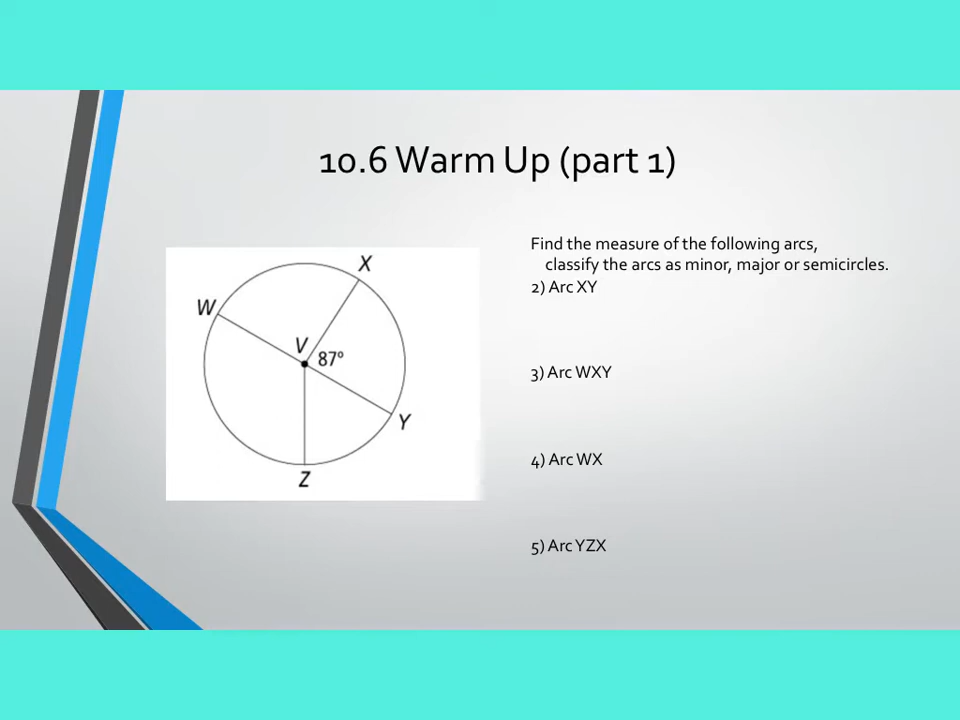 10.6 Warm Up (part 1)
Find the measure of the following arcs,
classify the arcs as minor, major or semicircles.
2) Arc XY
3) Arc WXY
4) Arc WX
5) Arc YZX
X
W
V
87º
Y
Z